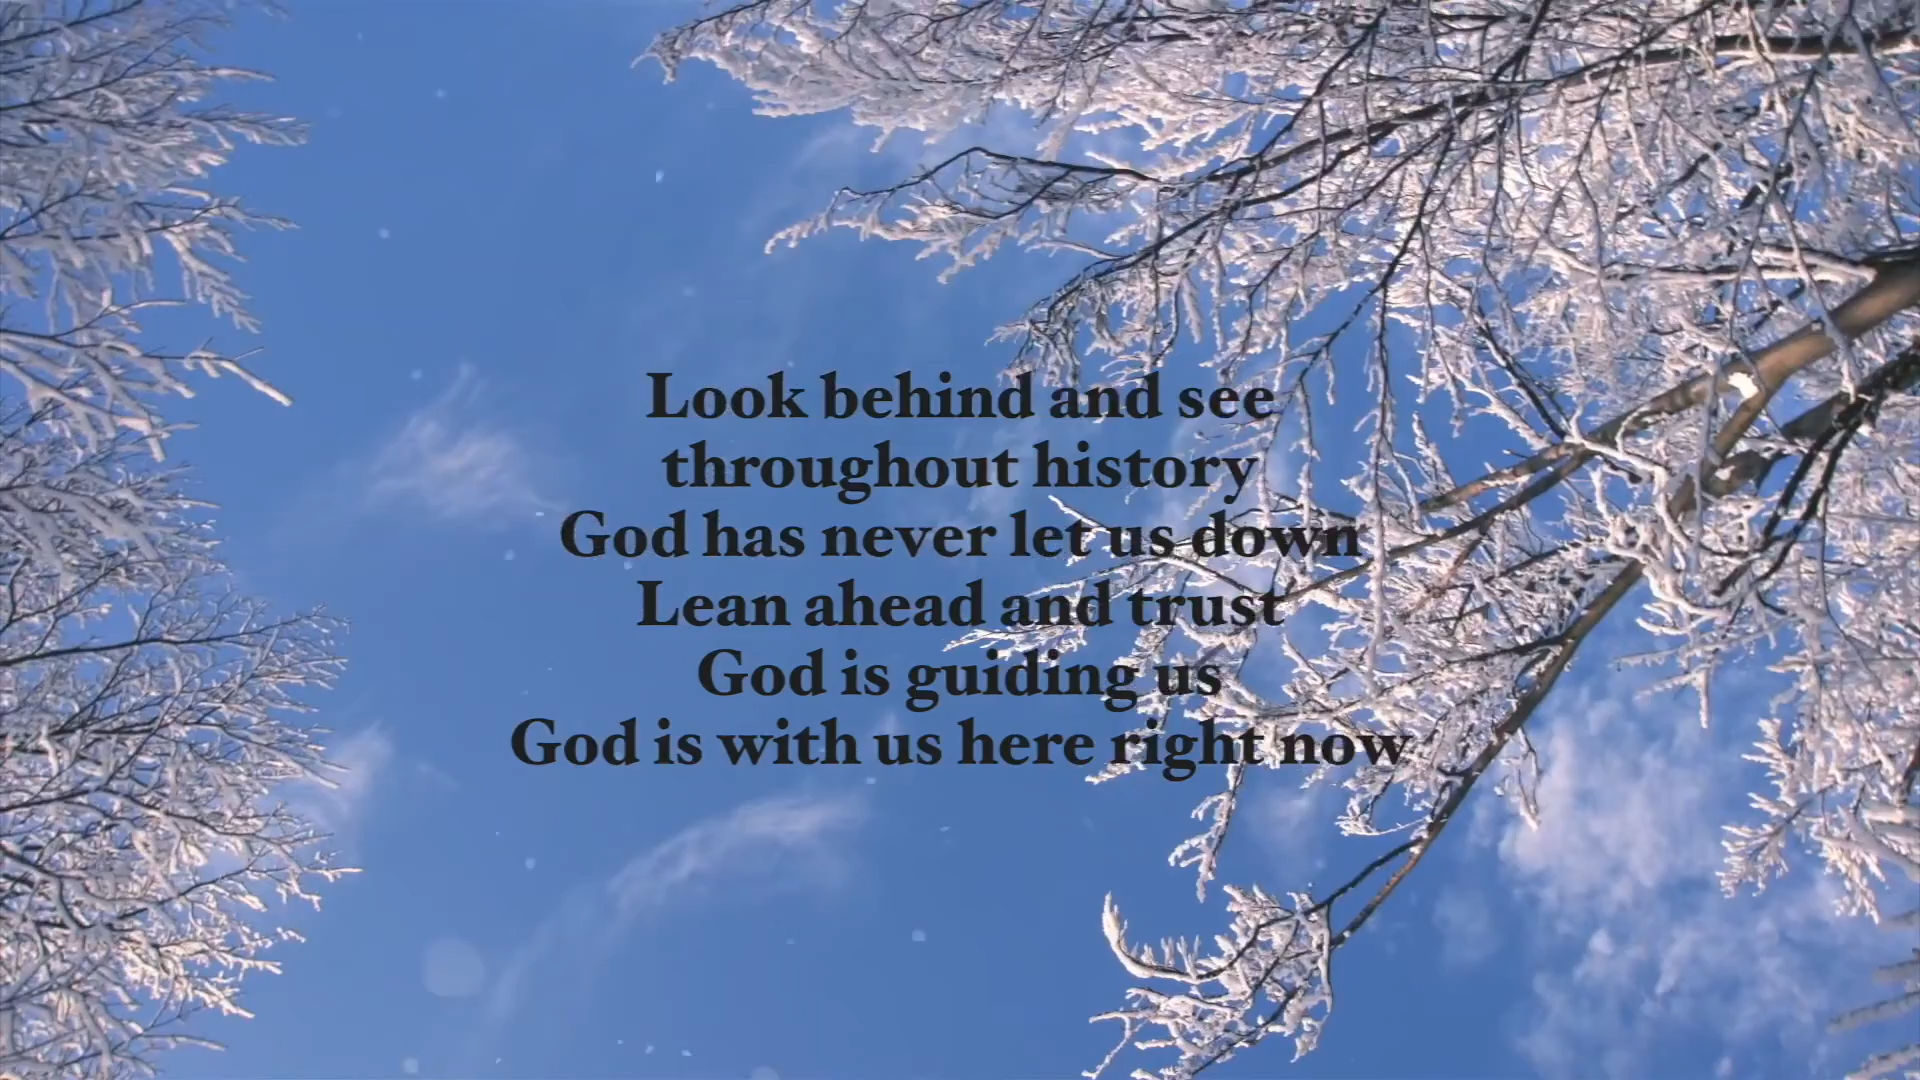 Look behind and see
throughout history
God has never let us down
Lean ahead and trust
God is guiding us
God is with us here right now